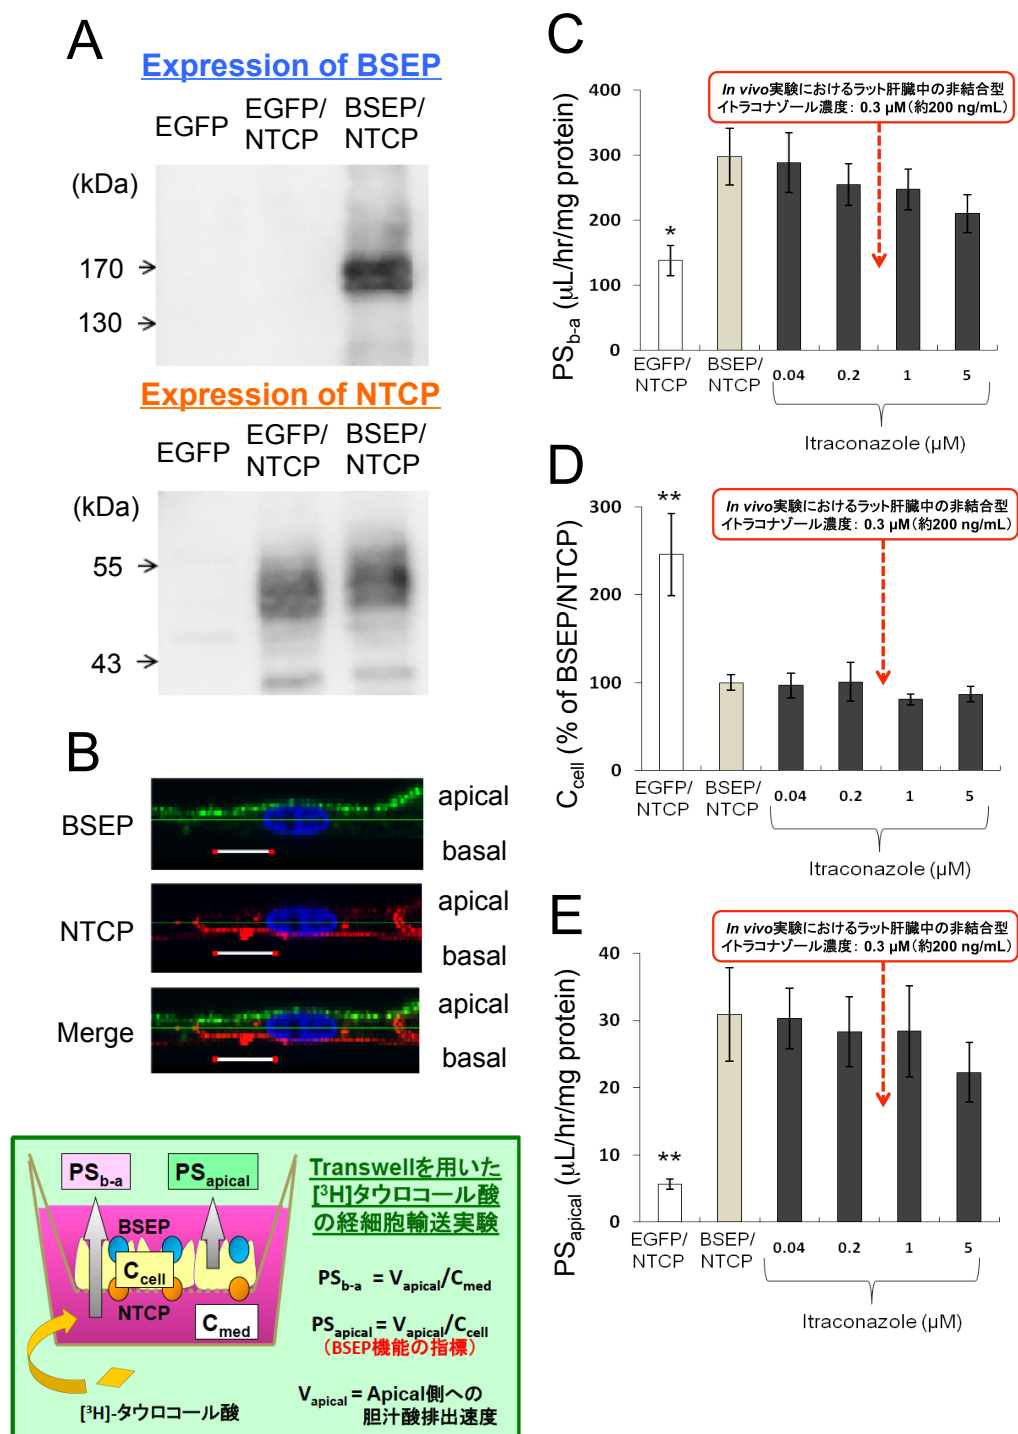 A
Expression of BSEP
EGFP
EGFP/
NTCP
BSEP/
NTCP
(kDa)
170
130
Expression of NTCP
EGFP
EGFP/
NTCP
BSEP/
NTCP
(kDa)
55
43
B
BSEP
apical
basal
NTCP
apical
basal
Merge
apical
basal
PSb-a
PSapical
BSEP
Ccell
NTCP
Cmed
[³H]-タウロコール酸
Transwellを用いた
[³H]タウロコール酸
の経細胞輸送実験
PSb-a = Vapical/Cmed
PSapical = Vapical/Ccell
(BSEP機能の指標)
Vapical = Apical側への
胆汁酸排出速度
C
In vivo実験におけるラット肝臓中の非結合型
イトラコナゾール濃度: 0.3 µM(約200 ng/mL)
PSb-a (µL/hr/mg protein)
400
300
200
100
0
*
EGFP/
NTCP
BSEP/
NTCP
0.04
0.2
1
5
Itraconazole (µM)
D
In vivo実験におけるラット肝臓中の非結合型
イトラコナゾール濃度: 0.3 µM(約200 ng/mL)
Ccell (% of BSEP/NTCP)
300
200
100
0
**
EGFP/
NTCP
BSEP/
NTCP
0.04
0.2
1
5
Itraconazole (µM)
E
In vivo実験におけるラット肝臓中の非結合型
イトラコナゾール濃度: 0.3 µM(約200 ng/mL)
PSapical (µL/hr/mg protein)
40
30
20
10
0
**
EGFP/
NTCP
BSEP/
NTCP
0.04
0.2
1
5
Itraconazole (µM)